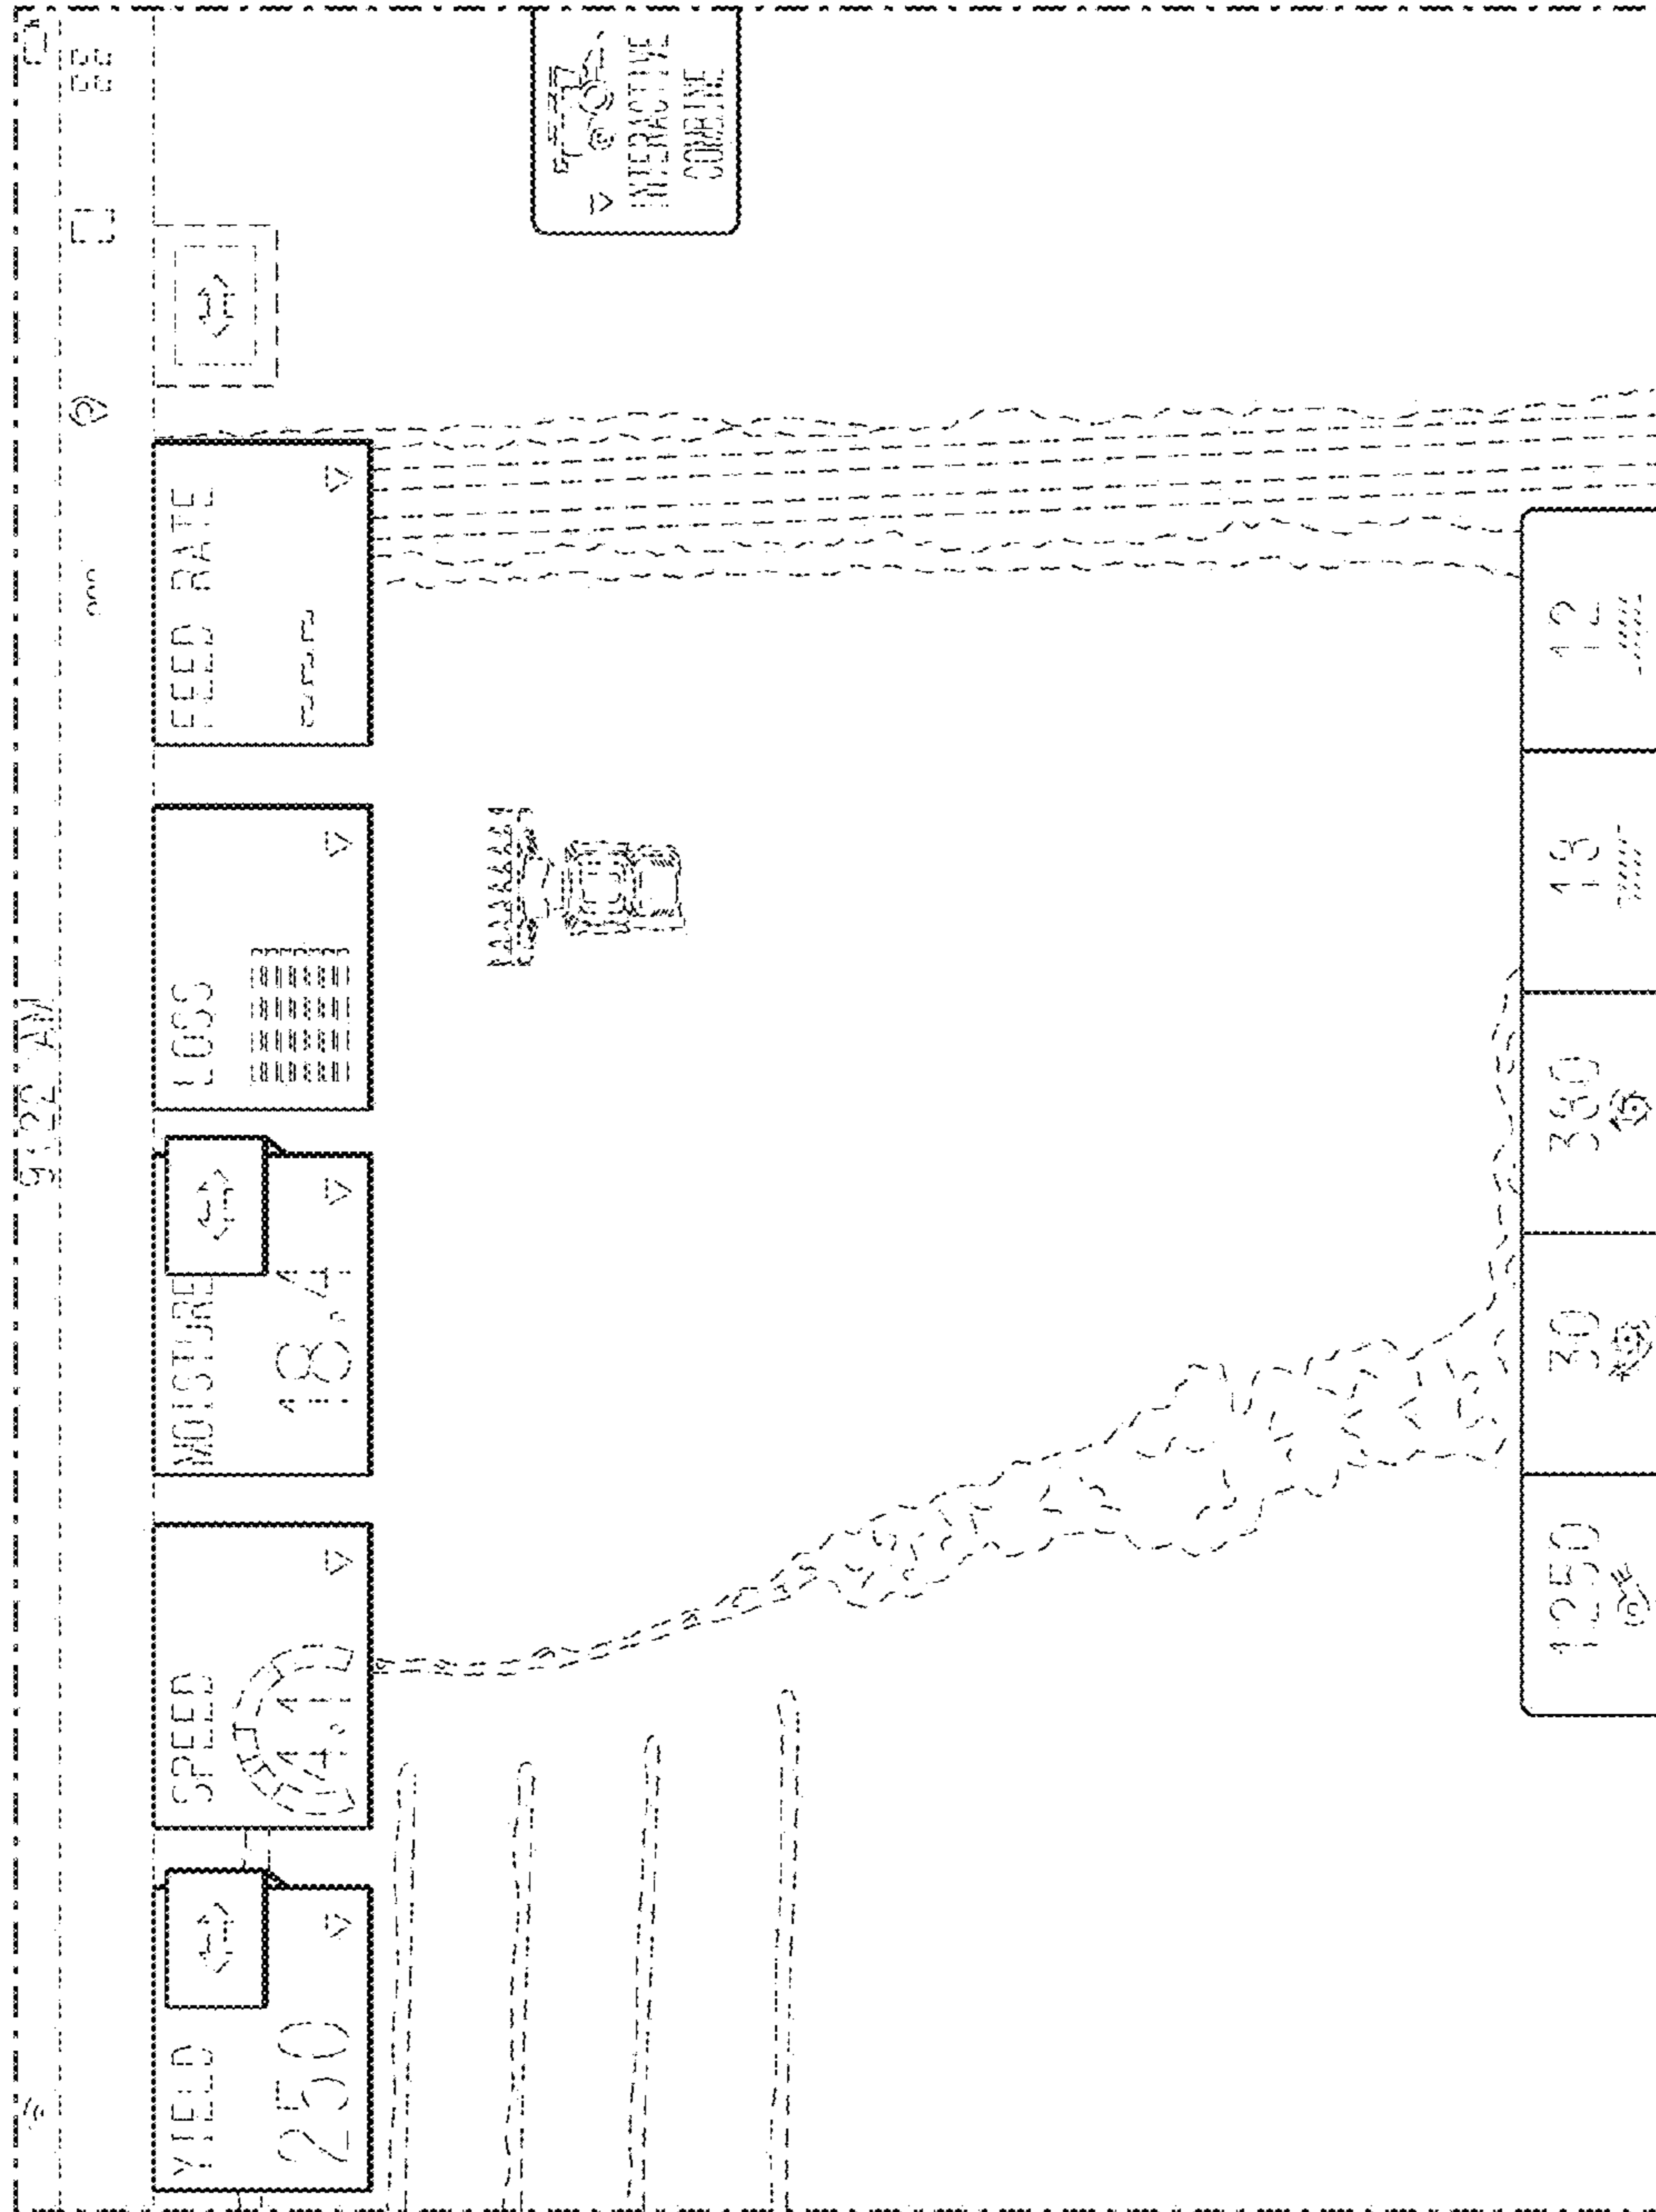 9:22 AM
YIELD
250
SPEED
4.1
MOISTURE
18.4
LOSS
FEED RATE
INTERACTIVE
COMBINE
1250
30
380
13
12